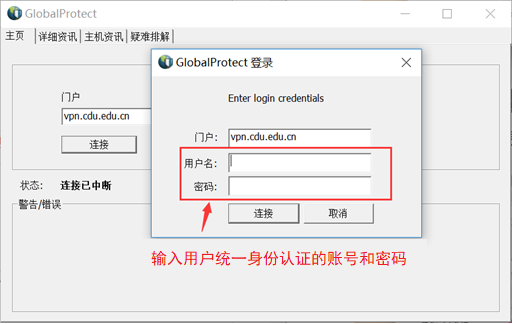 GlobalProtect
主页 详细资讯 主机资讯 疑难排解
门户
vpn.cdu.edu.cn
连接
状态: 连接已中断
警告/错误
GlobalProtect 登录
Enter login credentials
门户: vpn.cdu.edu.cn
用户名:
密码:
连接 取消
输入用户统一身份认证的账号和密码